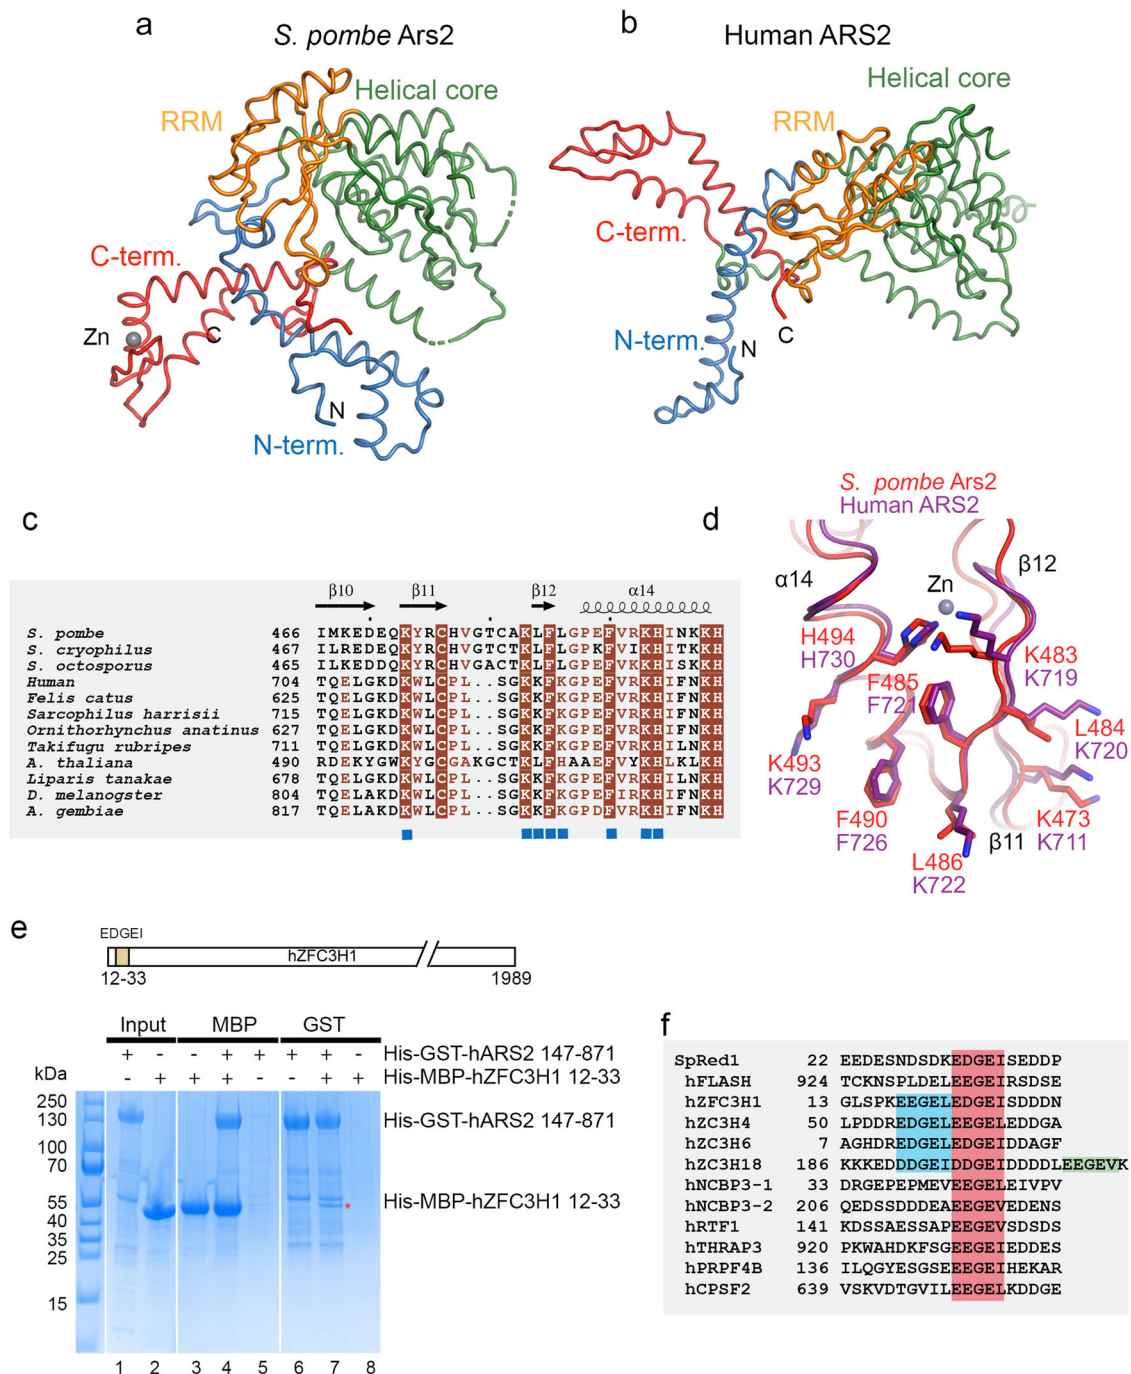 a
S. pombe Ars2
RRM
Helical core
C-term.
Zn
C
N
N-term.
b
Human ARS2
Helical core
RRM
C-term.
N-term.
N
C
c
β10 β11 β12 α14
S. pombe 466 IMKEDEQKYRCHVGTCAKLFLGPEFVRKHINKKH
S. cryophilus 467 ILREDEQKYRCHVGTCAKLFLGPKFVIKHITKKH
S. octosporus 465 ILKEDDQKYRCHVGACTKLFLGPEFVKKHISKKH
Human 704 TQELGKDKWLCPL..SGKKFKGPEFVRKHIFNKH
Felis catus 625 TQELGKDKWLCPL..SGKKFKGPEFVRKHIFNKH
Sarcophilus harrisii 715 TQELGKDKWLCPL..SGKKFKGPEFVRKHIFNKH
Ornithorhynchus anatinus 627 TQELGKDKWLCPL..SGKKFKGPEFVRKHIFNKH
Takifugu rubripes 711 TQELGKDKWLCPL..SGKKFKGPEFVRKHILNKH
A. thaliana 490 RDEKYGWKYGCGAKGCTKLFHAAEFVYKHLKLKH
Liparis tanakae 678 TQELGKDKWLCPL..SGKKFKGPEFVRKHIFNKH
D. melanogster 804 TQELAKDKWLCPL..SGKKFKGPEFIRKHIFNKH
A. gembiae 817 TQELAKDKWLCPL..SGKKFKGPDFVRKHIFNKH
d
S. pombe Ars2
Human ARS2
β12
α14
Zn
H494
H730
K483
K719
F485
F721
L484
K720
K493
K729
F490
F726
K473
K711
β11
L486
K722
e
EDGEI
hZFC3H1
12-33 1989
Input MBP GST
+ - - + + + + - His-GST-hARS2 147-871
- + + + - - + + His-MBP-hZFC3H1 12-33
kDa
250
130
100
70
55
40
35
25
15
His-GST-hARS2 147-871
His-MBP-hZFC3H1 12-33
*
1 2 3 4 5 6 7 8
f
SpRed1 22 EEDESNDSDKEDGEISEDDP
hFLASH 924 TCKNSPLDELEEGEIRSDSE
hZFC3H1 13 GLSPKEEGELEDGEISDDDN
hZC3H4 50 LPDDREDGELEEGEIEDDGA
hZC3H6 7 AGHDREDGELEDGEIDDAGF
hZC3H18 186 KKKEDDDGEIDDGEIDDDDLEEGEVK
hNCBP3-1 33 DRGEPEPMEVEEGELEIVPV
hNCBP3-2 206 QEDSSDDDEAEEGEVEDENS
hRTF1 141 KDSSAESSAPEEGEVSDSDS
hTHRAP3 920 PKWAHDKFSGEEGEIEDDES
hPRPF4B 136 ILQGYESGSEEEGEIHEKAR
hCPSF2 639 VSKVDTGVILEEGELKDDGE